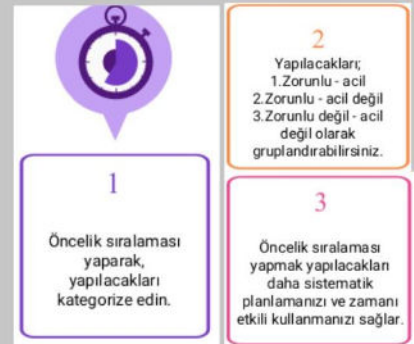 1
Öncelik sıralaması
yaparak,
yapılacakları
kategorize edin.
2
Yapılacakları;
1.Zorunlu - acil
2.Zorunlu - acil değil
3.Zorunlu değil - acil
değil olarak
gruplandırabilirsiniz.
3
Öncelik sıralaması
yapmak yapılacakları
daha sistematik
planlamanızı ve zamanı
etkili kullanmanızı sağlar.